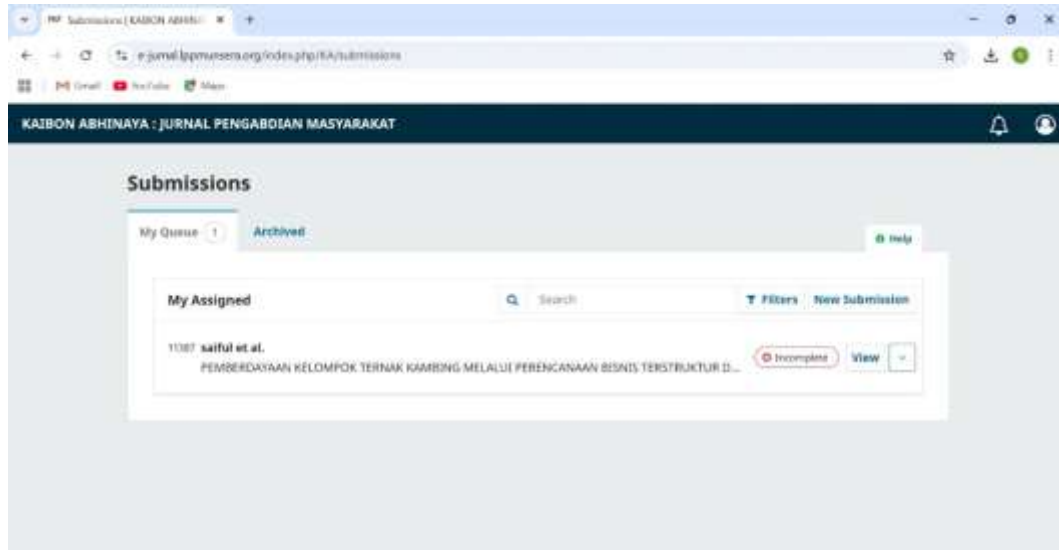 Submissions | KAIBON ABHIN
e-jurnal.lppmunsera.org/index.php/KA/submissions
Gmail YouTube Maps
KAIBON ABHINAYA : JURNAL PENGABDIAN MASYARAKAT
Submissions
My Queue 1 Archived
Help
My Assigned Search Filters New Submission
11387 saiful et al. Incomplete View
PEMBERDAYAAN KELOMPOK TERNAK KAMBING MELALUI PERENCANAAN BISNIS TERSTRUKTUR D...